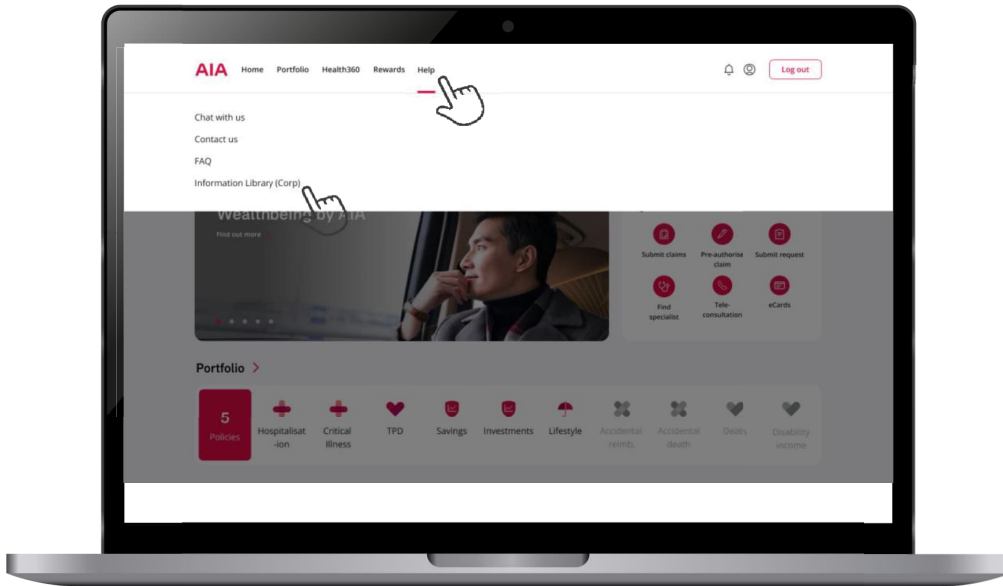 AIA Home Portfolio Health360 Rewards Help Log out
Chat with us
Contact us
FAQ
Information Library (Corp)
Wealthbeing by AIA
Find out more
Submit claims
Pre-authorise
claim
Submit request
Find
specialist
Tele-
consultation
eCards
Portfolio >
5
Policies
Hospitalisat
-ion
Critical
Illness
TPD
Savings
Investments
Lifestyle
Accidental
reimb.
Accidental
death
Deats
Disability
income